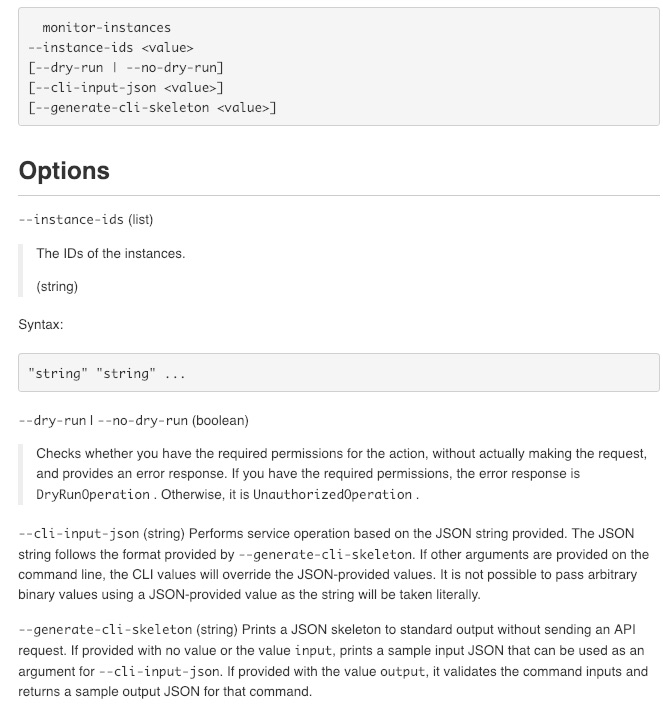 monitor-instances
--instance-ids <value>
[--dry-run | --no-dry-run]
[--cli-input-json <value>]
[--generate-cli-skeleton <value>]
Options
--instance-ids (list)
The IDs of the instances.
(string)
Syntax:
"string" "string" ...
--dry-run | --no-dry-run (boolean)
Checks whether you have the required permissions for the action, without actually making the request,
and provides an error response. If you have the required permissions, the error response is
DryRunOperation . Otherwise, it is UnauthorizedOperation .
--cli-input-json (string) Performs service operation based on the JSON string provided. The JSON
string follows the format provided by --generate-cli-skeleton. If other arguments are provided on the
command line, the CLI values will override the JSON-provided values. It is not possible to pass arbitrary
binary values using a JSON-provided value as the string will be taken literally.
--generate-cli-skeleton (string) Prints a JSON skeleton to standard output without sending an API
request. If provided with no value or the value input, prints a sample input JSON that can be used as an
argument for --cli-input-json. If provided with the value output, it validates the command inputs and
returns a sample output JSON for that command.